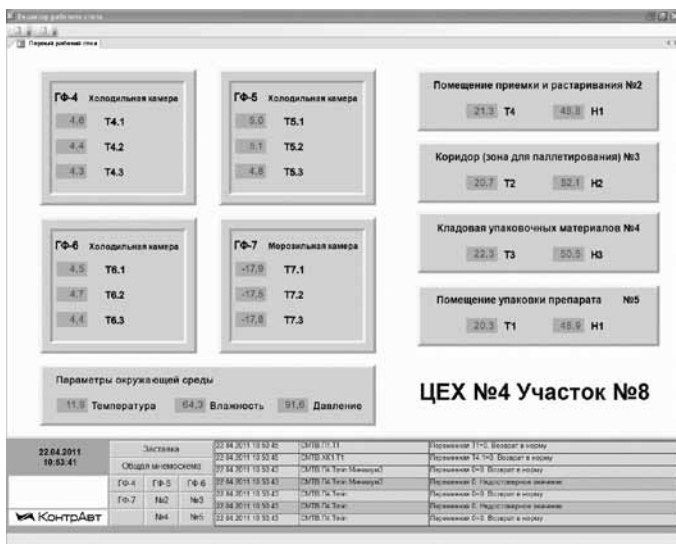 Редактор рабочего стола
Первый рабочий стол
ГФ-4 Холодильная камера
4,6 T4.1
4,4 T4.2
4,3 T4.3
ГФ-5 Холодильная камера
5,0 T5.1
5,1 T5.2
4,8 T5.3
ГФ-6 Холодильная камера
4,5 T6.1
4,7 T6.2
4,4 T6.3
ГФ-7 Морозильная камера
-17,9 T7.1
-17,5 T7.2
-17,8 T7.3
Помещение приемки и растаривания №2
21,3 T4 45,8 H1
Коридор (зона для паллетирования) №3
20,7 T2 52,1 H2
Кладовая упаковочных материалов №4
22,3 T3 50,5 H3
Помещение упаковки препарата №5
20,3 T1 45,9 H1
Параметры окружающей среды
11,9 Температура 64,3 Влажность 91,6 Давление
ЦЕХ №4 Участок №8
22.04.2011
10:53:41
Заставка
Общая мнемосхема
ГФ-4 ГФ-5 ГФ-6
ГФ-7 №2 №3
№4 №5
КонтрАвт